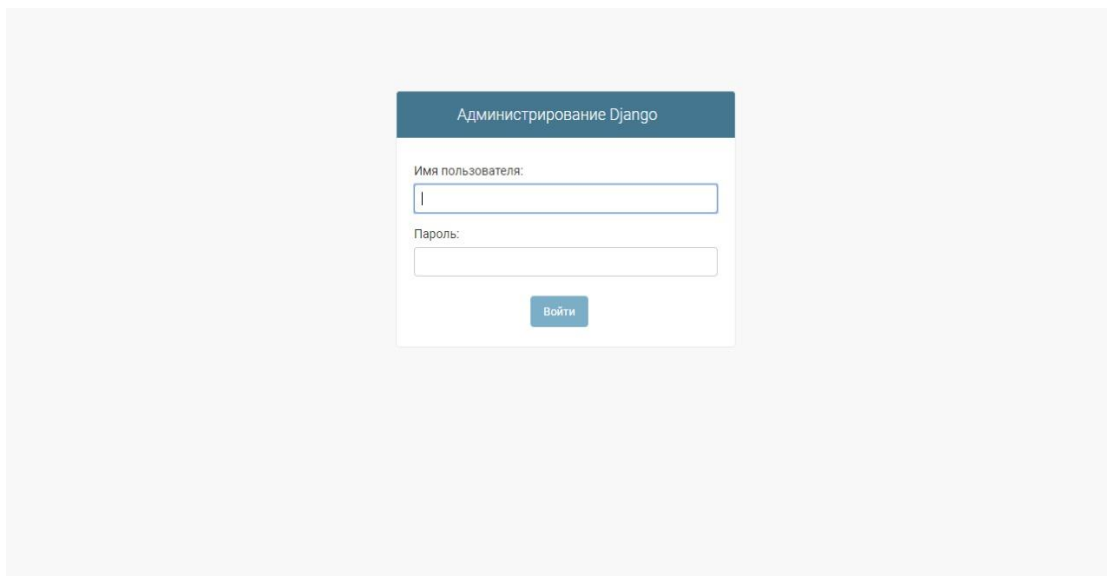 Администрирование Django
Имя пользователя:
Пароль:
Войти